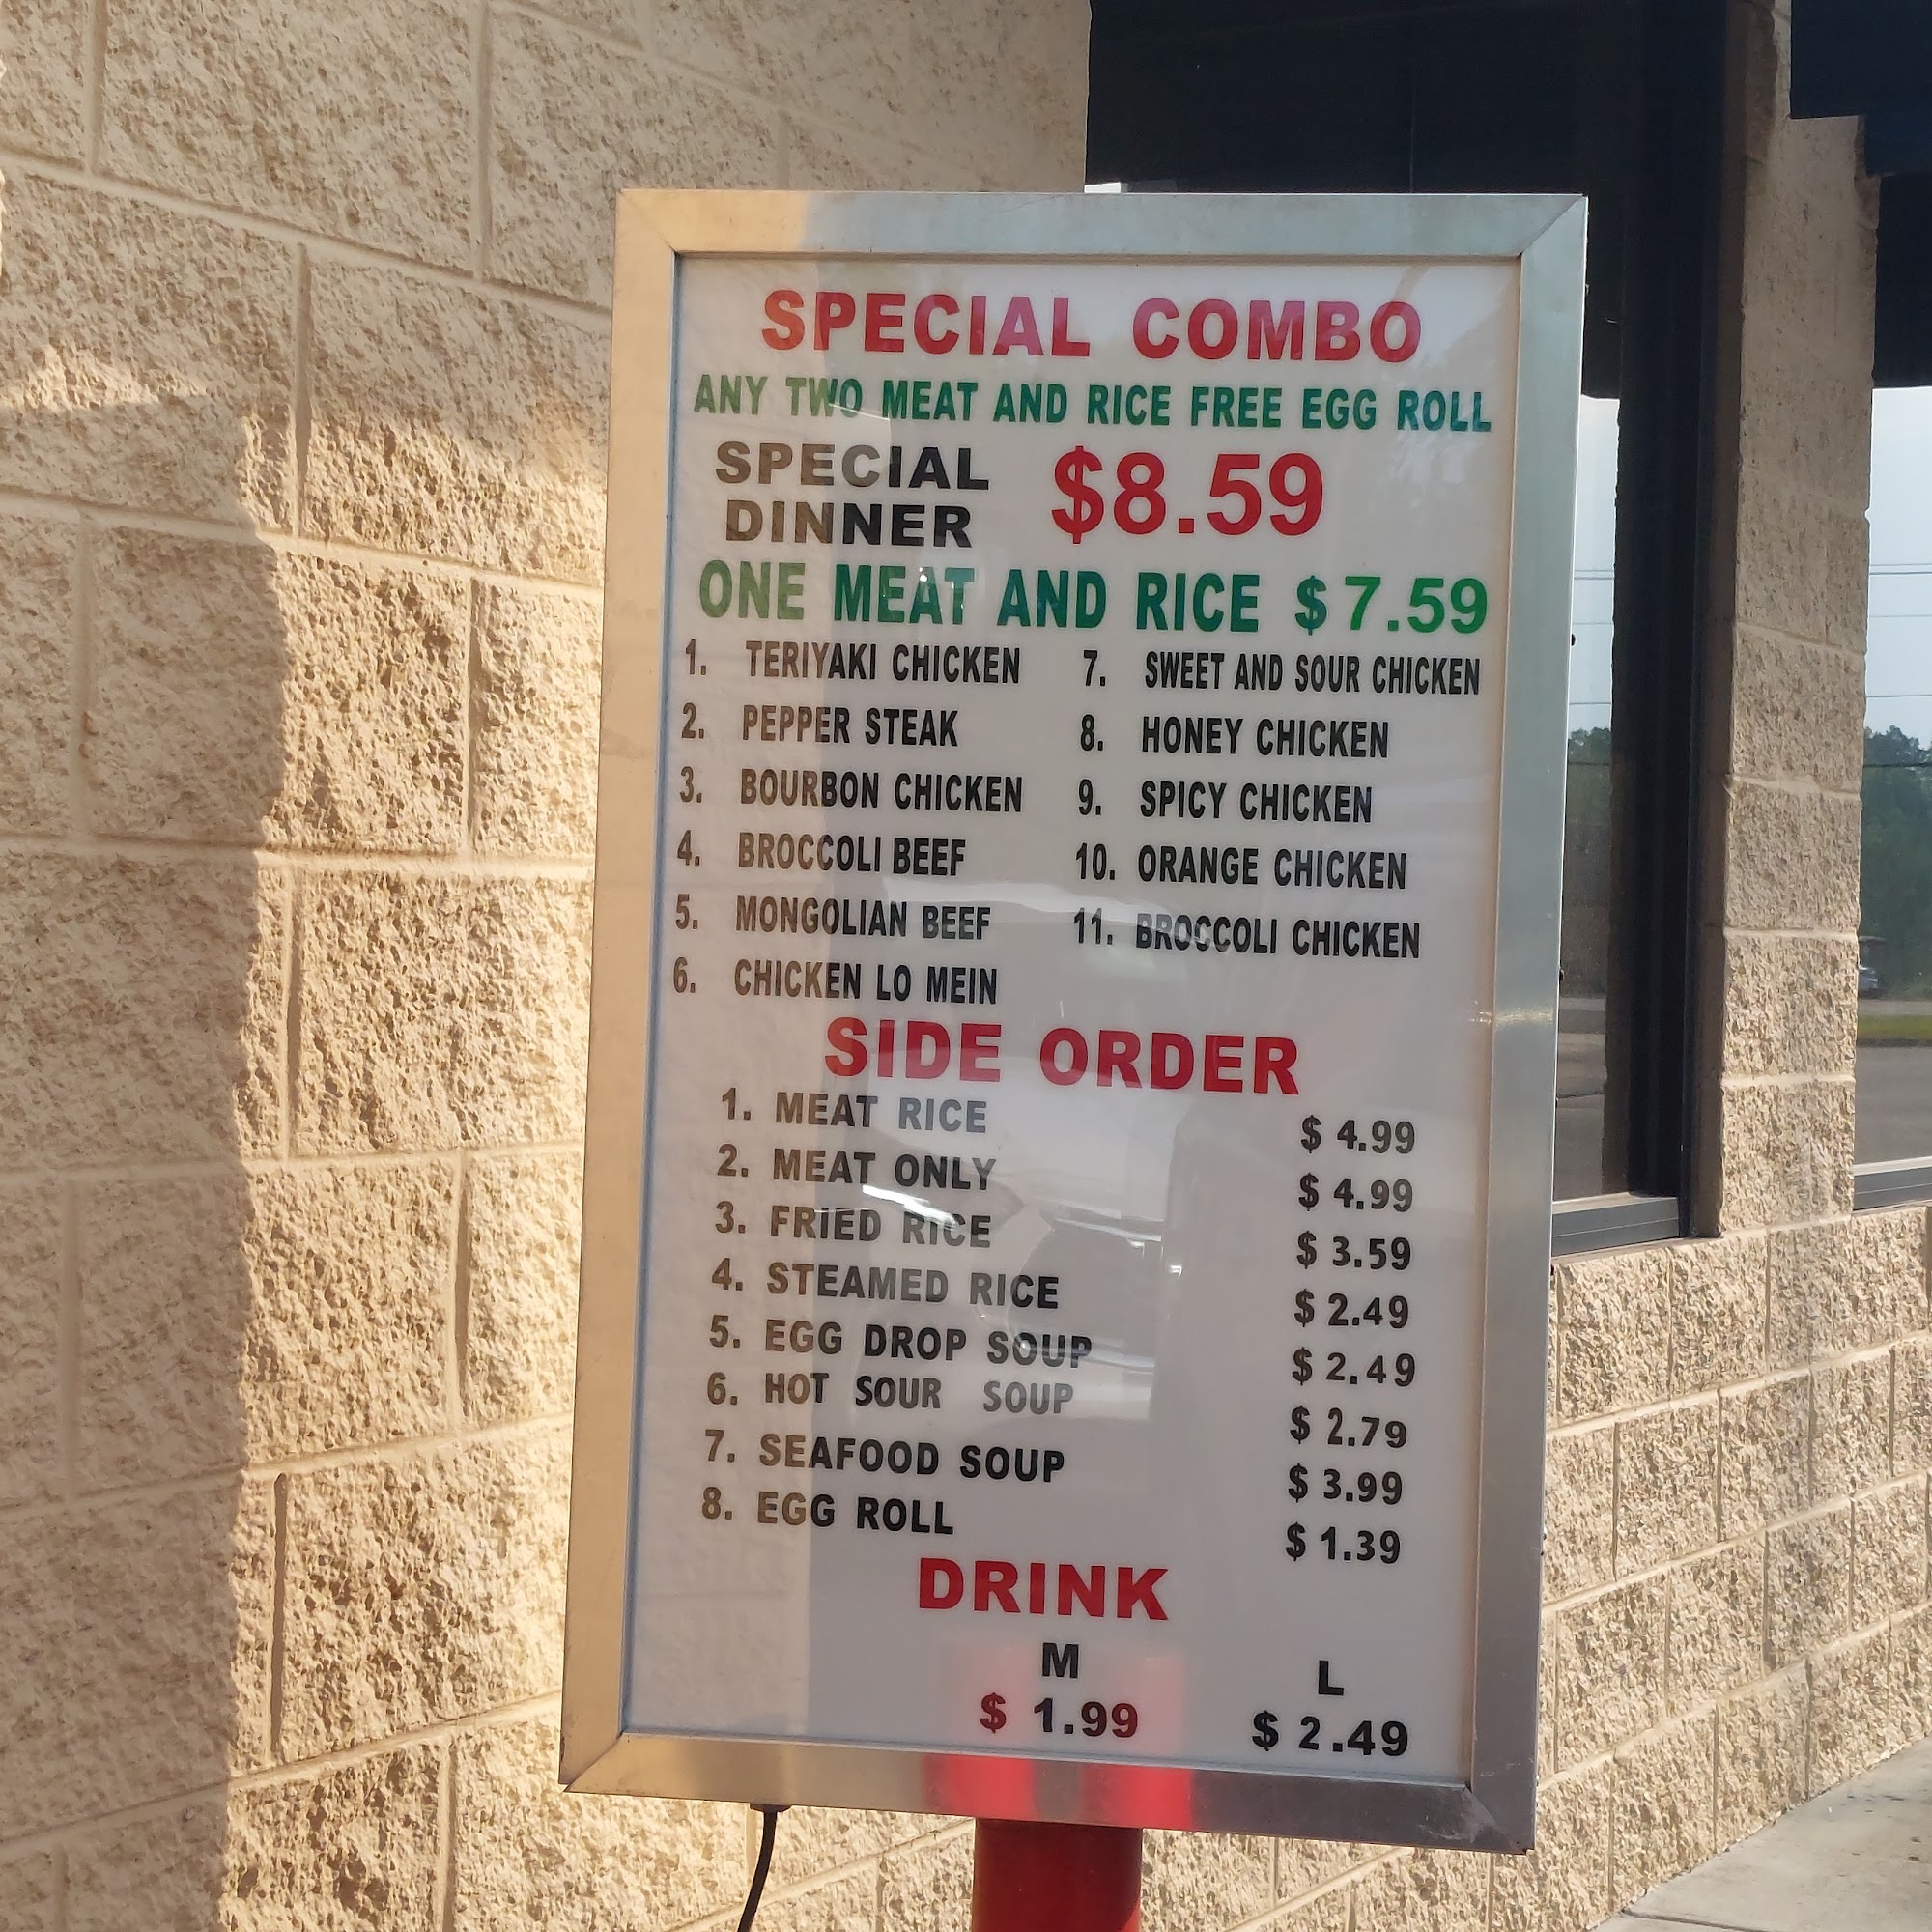 SPECIAL COMBO
ANY TWO MEAT AND RICE FREE EGG ROLL
SPECIAL DINNER $8.59
ONE MEAT AND RICE $7.59
1. TERIYAKI CHICKEN
2. PEPPER STEAK
3. BOURBON CHICKEN
4. BROCCOLI BEEF
5. MONGOLIAN BEEF
6. CHICKEN LO MEIN
7. SWEET AND SOUR CHICKEN
8. HONEY CHICKEN
9. SPICY CHICKEN
10. ORANGE CHICKEN
11. BROCCOLI CHICKEN
SIDE ORDER
1. MEAT RICE $ 4.99
2. MEAT ONLY $ 4.99
3. FRIED RICE $ 3.59
4. STEAMED RICE $ 2.49
5. EGG DROP SOUP $ 2.49
6. HOT SOUR SOUP $ 2.79
7. SEAFOOD SOUP $ 3.99
8. EGG ROLL $ 1.39
DRINK
M L
$ 1.99 $ 2.49